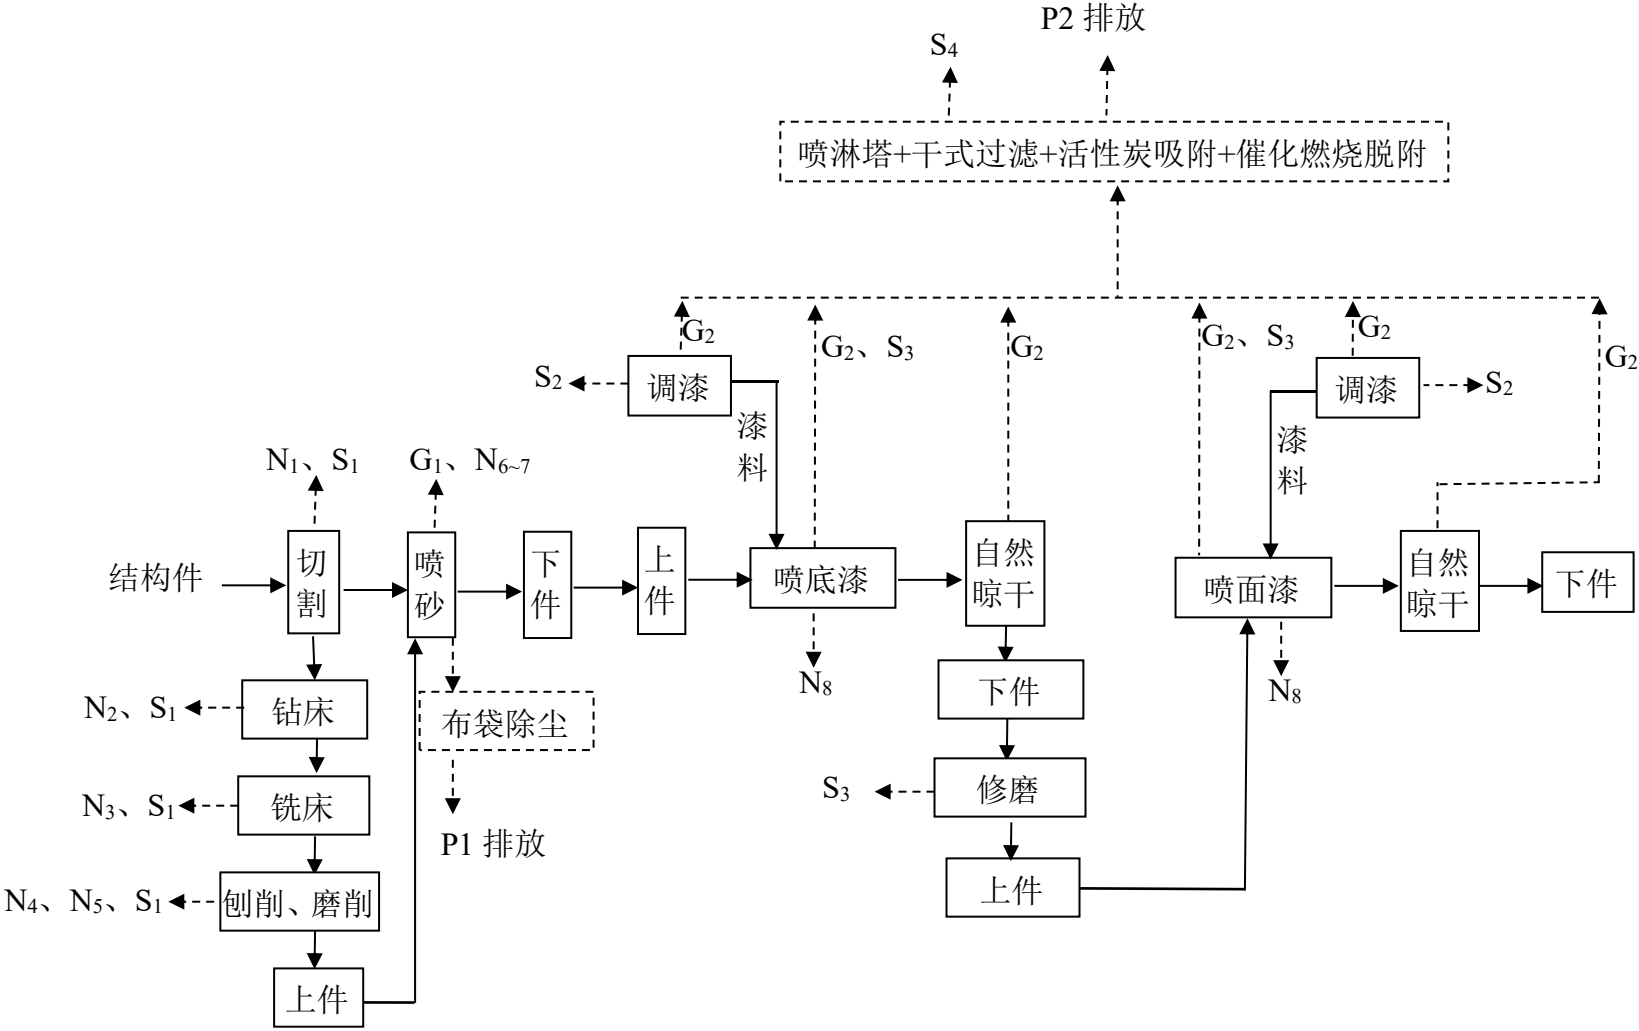 P2 排放
S4
喷淋塔+干式过滤+活性炭吸附+催化燃烧脱附
G2
G2、S3
G2
G2、S3
G2
G2
S2
调漆
调漆
S2
漆
料
漆
料
N1、S1
G1、N6~7
结构件
切
割
喷
砂
下
件
上
件
喷底漆
自然
晾干
喷面漆
自然
晾干
下件
N8
N8
N2、S1
钻床
布袋除尘
下件
N3、S1
铣床
P1 排放
S3
修磨
N4、N5、S1
刨削、磨削
上件
上件